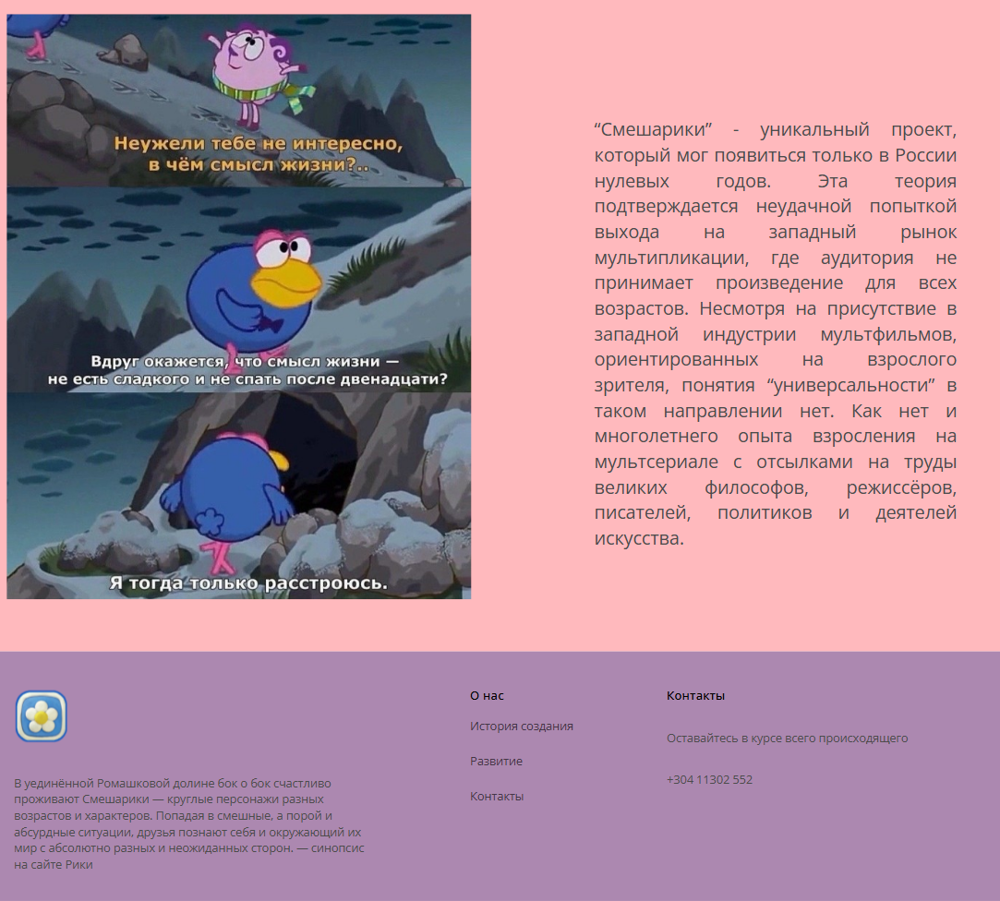 Неужели тебе не интересно,
в чём смысл жизни?..
Вдруг окажется, что смысл жизни —
не есть сладкого и не спать после двенадцати?
Я тогда только расстроюсь.
“Смешарики” - уникальный проект,
который мог появиться только в России
нулевых годов. Эта теория
подтверждается неудачной попыткой
выхода на западный рынок
мультипликации, где аудитория не
принимает произведение для всех
возрастов. Несмотря на присутствие в
западной индустрии мультфильмов,
ориентированных на взрослого
зрителя, понятия “универсальности” в
таком направлении нет. Как нет и
многолетнего опыта взросления на
мультсериале с отсылками на труды
великих философов, режиссёров,
писателей, политиков и деятелей
искусства.
В уединённой Ромашковой долине бок о бок счастливо
проживают Смешарики — круглые персонажи разных
возрастов и характеров. Попадая в смешные, а порой и
абсурдные ситуации, друзья познают себя и окружающий их
мир с абсолютно разных и неожиданных сторон. — синопсис
на сайте Рики
О нас
История создания
Развитие
Контакты
Контакты
Оставайтесь в курсе всего происходящего
+304 11302 552